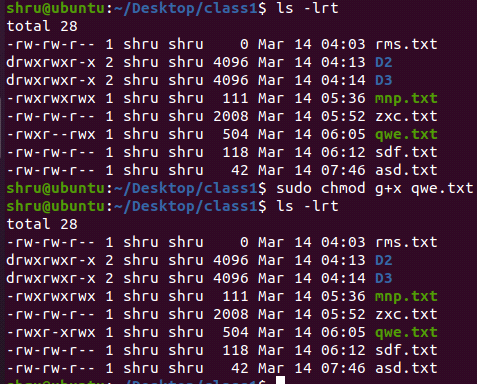 shru@ubuntu:~/Desktop/class1$ ls -lrt
total 28
-rw-rw-r-- 1 shru shru    0 Mar 14 04:03 rms.txt
drwxrwxr-x 2 shru shru 4096 Mar 14 04:13 D2
drwxrwxr-x 2 shru shru 4096 Mar 14 04:14 D3
-rwxrwxrwx 1 shru shru  111 Mar 14 05:36 mnp.txt
-rw-rw-r-- 1 shru shru 2008 Mar 14 05:52 zxc.txt
-rwxr--rwx 1 shru shru  504 Mar 14 06:05 qwe.txt
-rw-rw-r-- 1 shru shru  118 Mar 14 06:12 sdf.txt
-rw-rw-r-- 1 shru shru   42 Mar 14 07:46 asd.txt
shru@ubuntu:~/Desktop/class1$ sudo chmod g+x qwe.txt
shru@ubuntu:~/Desktop/class1$ ls -lrt
total 28
-rw-rw-r-- 1 shru shru    0 Mar 14 04:03 rms.txt
drwxrwxr-x 2 shru shru 4096 Mar 14 04:13 D2
drwxrwxr-x 2 shru shru 4096 Mar 14 04:14 D3
-rwxrwxrwx 1 shru shru  111 Mar 14 05:36 mnp.txt
-rw-rw-r-- 1 shru shru 2008 Mar 14 05:52 zxc.txt
-rwxr-xrwx 1 shru shru  504 Mar 14 06:05 qwe.txt
-rw-rw-r-- 1 shru shru  118 Mar 14 06:12 sdf.txt
-rw-rw-r-- 1 shru shru   42 Mar 14 07:46 asd.txt
shru@ubuntu:~/Desktop/class1$